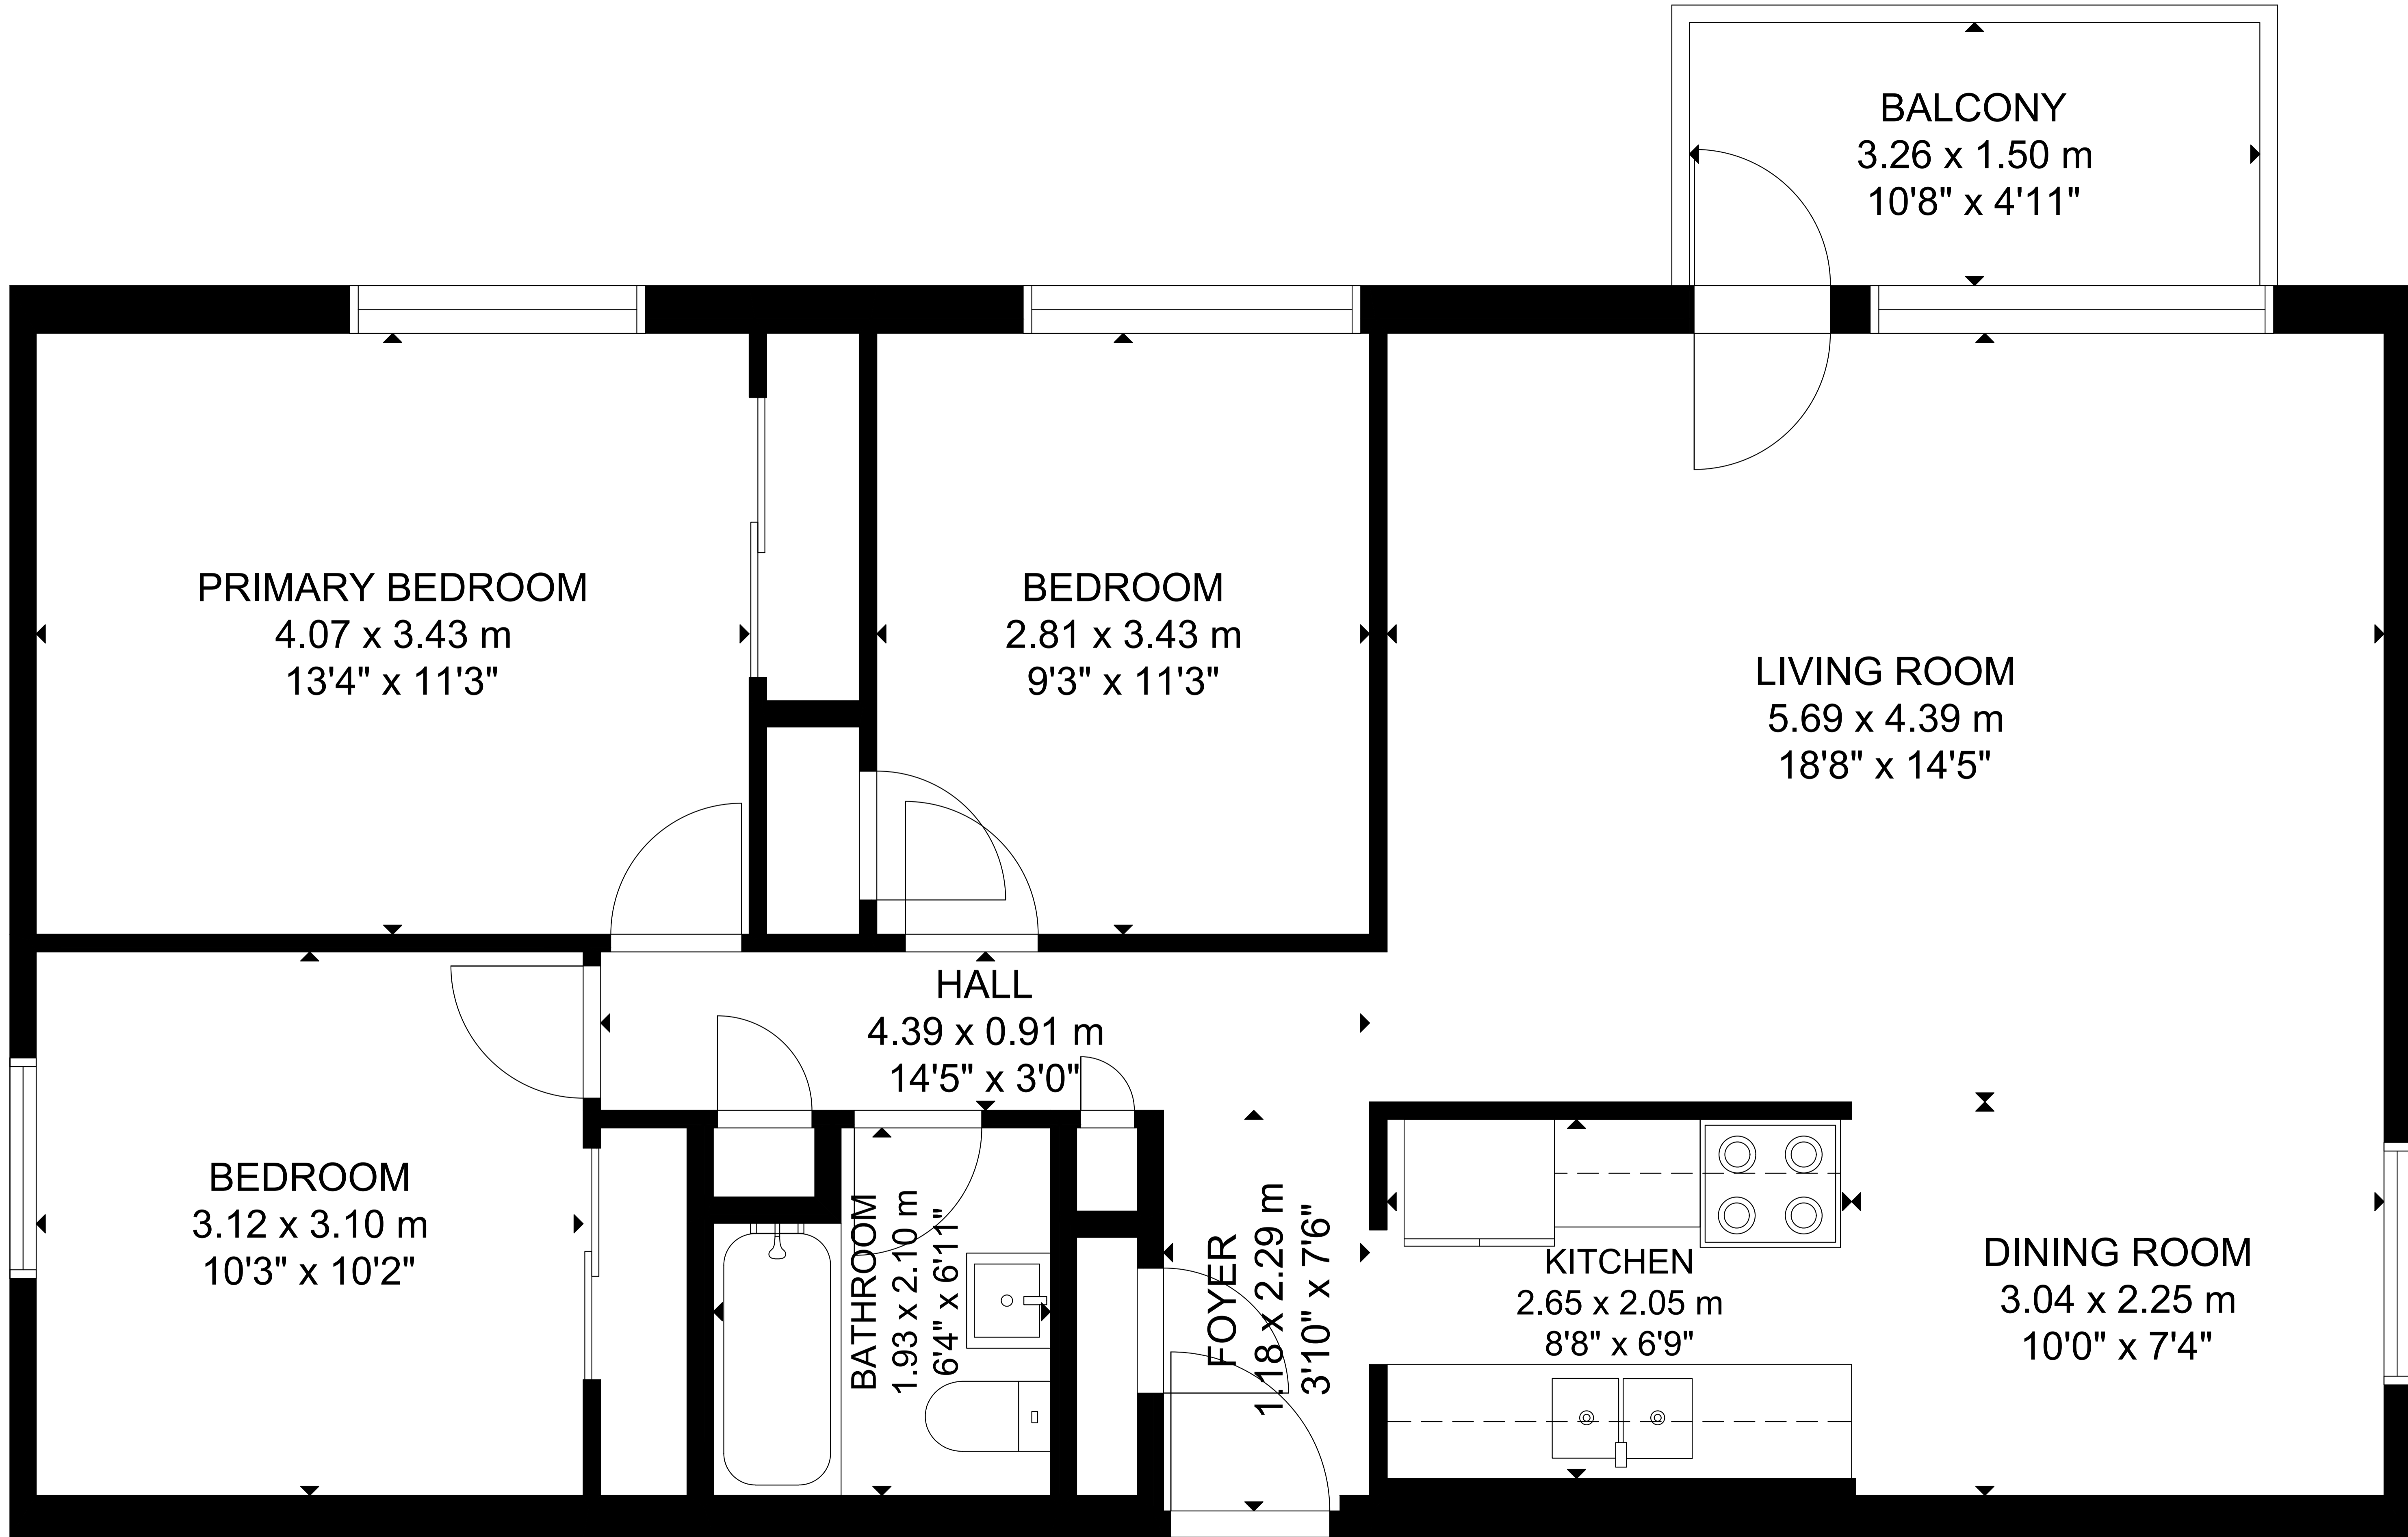 BALCONY
3.26 x 1.50 m
10'8" x 4'11"
PRIMARY BEDROOM
4.07 x 3.43 m
13'4" x 11'3"
BEDROOM
2.81 x 3.43 m
9'3" x 11'3"
LIVING ROOM
5.69 x 4.39 m
18'8" x 14'5"
HALL
4.39 x 0.91 m
14'5" x 3'0"
BEDROOM
3.12 x 3.10 m
10'3" x 10'2"
BATHROOM
1.93 x 2.10 m
6'4" x 6'11"
FOYER
1.18 x 2.29 m
3'10" x 7'6"
KITCHEN
2.65 x 2.05 m
8'8" x 6'9"
DINING ROOM
3.04 x 2.25 m
10'0" x 7'4"